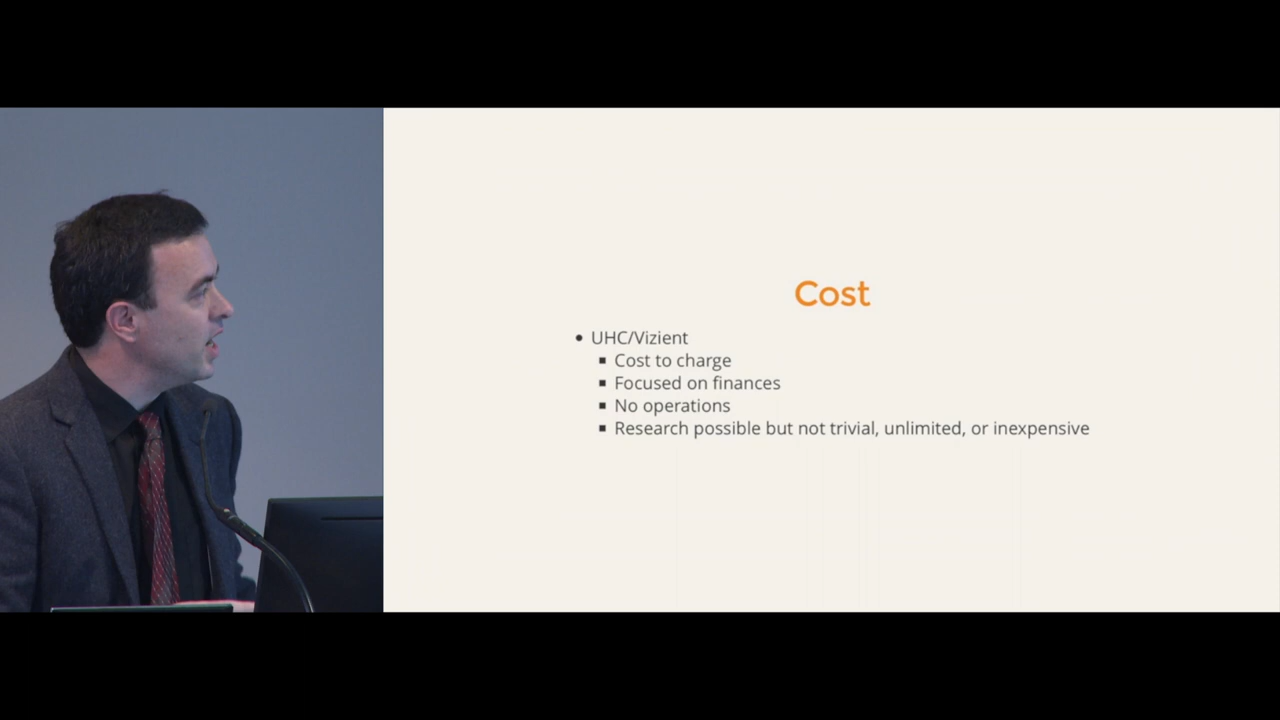 Cost
• UHC/Vizient
▪ Cost to charge
▪ Focused on finances
▪ No operations
▪ Research possible but not trivial, unlimited, or inexpensive